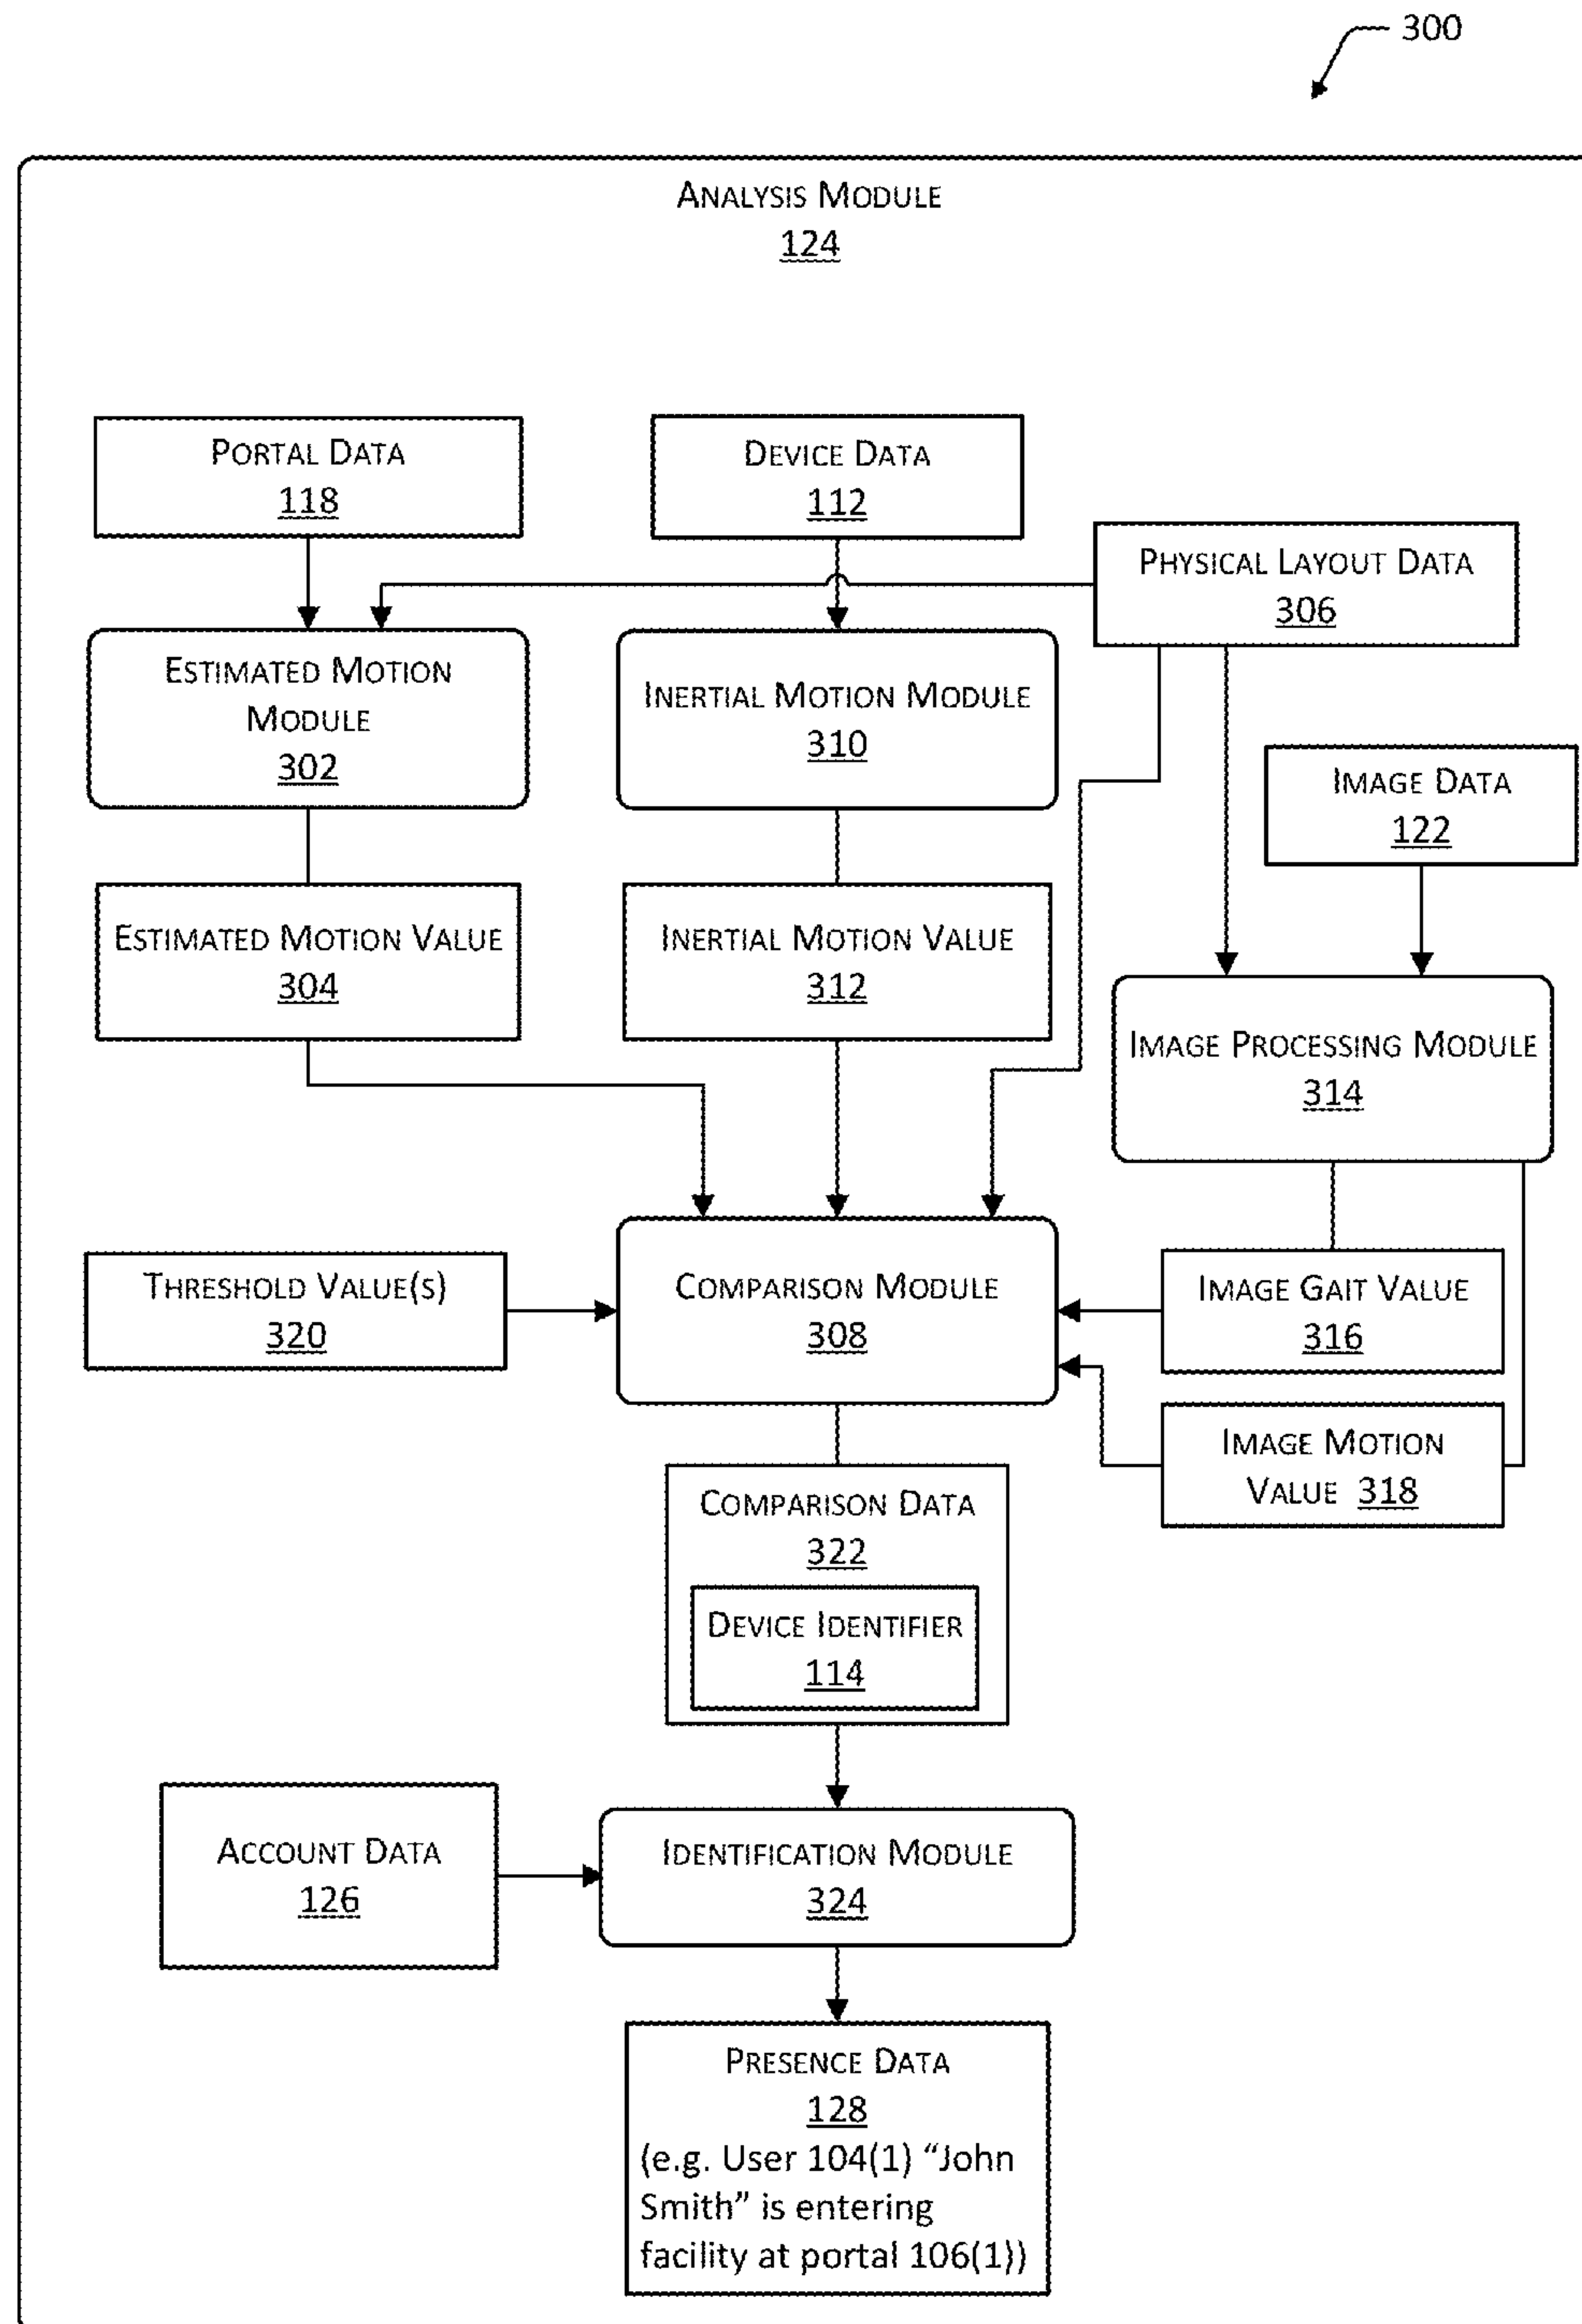 300
ANALYSIS MODULE
124
PORTAL DATA
118
DEVICE DATA
112
PHYSICAL LAYOUT DATA
306
ESTIMATED MOTION
MODULE
302
INERTIAL MOTION MODULE
310
IMAGE DATA
122
ESTIMATED MOTION VALUE
304
INERTIAL MOTION VALUE
312
IMAGE PROCESSING MODULE
314
THRESHOLD VALUE(S)
320
COMPARISON MODULE
308
IMAGE GAIT VALUE
316
IMAGE MOTION
VALUE 318
COMPARISON DATA
322
DEVICE IDENTIFIER
114
ACCOUNT DATA
126
IDENTIFICATION MODULE
324
PRESENCE DATA
128
(e.g. User 104(1) “John
Smith” is entering
facility at portal 106(1))